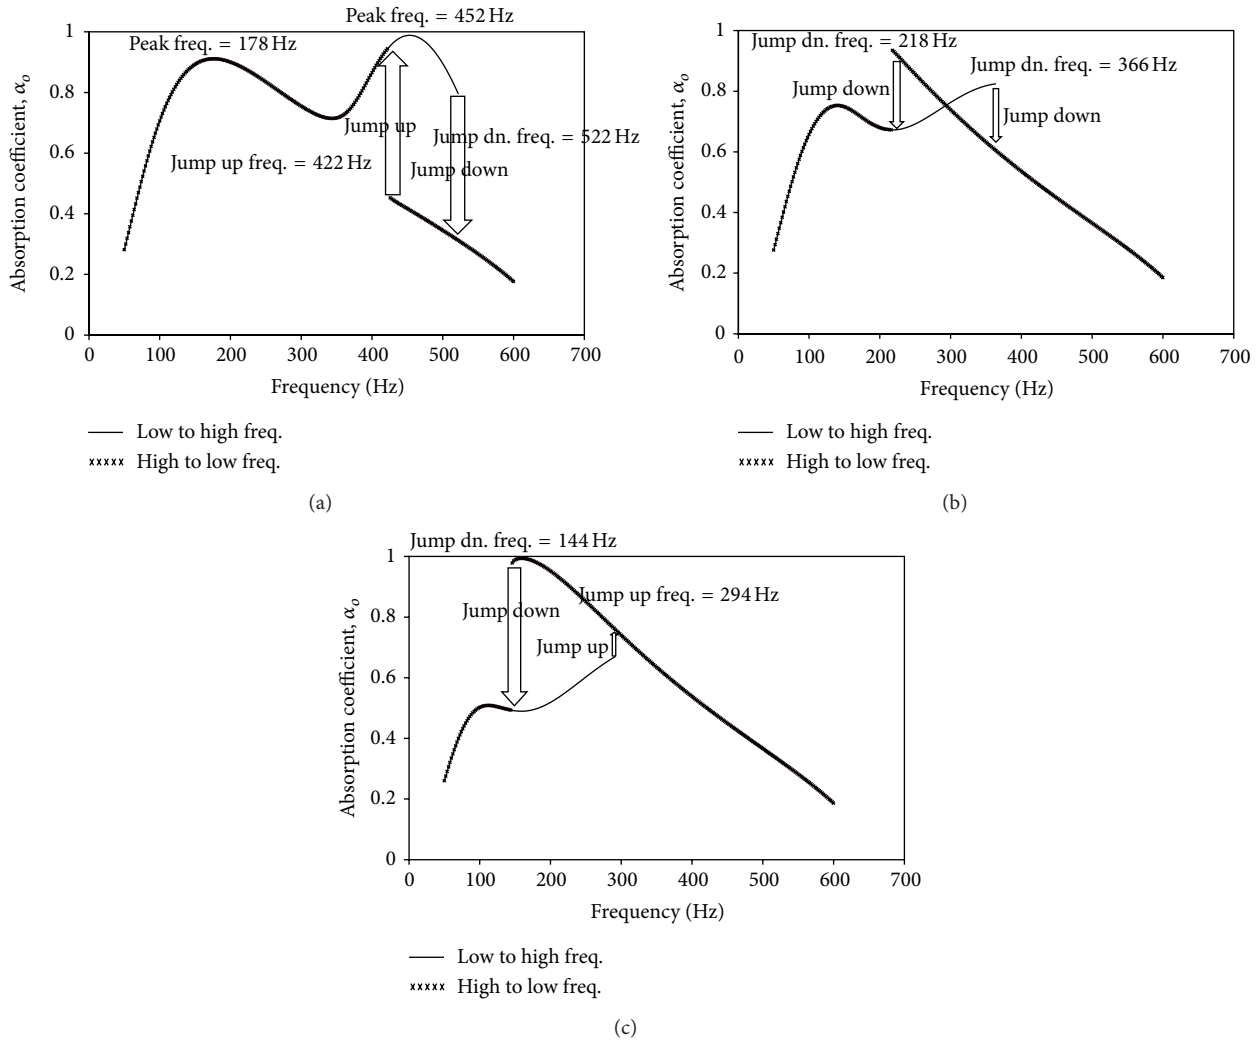 Peak freq. = 452 Hz
Peak freq. = 178 Hz
Jump up
Jump dn. freq. = 522 Hz
Jump up freq. = 422 Hz
Jump down
1
0.8
0.6
0.4
0.2
0
Absorption coefficient, αo
0 100 200 300 400 500 600 700
Frequency (Hz)
Low to high freq.
High to low freq.
(a)
Jump dn. freq. = 218 Hz
Jump dn. freq. = 366 Hz
Jump down
Jump down
1
0.8
0.6
0.4
0.2
0
Absorption coefficient, αo
0 100 200 300 400 500 600 700
Frequency (Hz)
Low to high freq.
High to low freq.
(b)
Jump dn. freq. = 144 Hz
Jump up freq. = 294 Hz
Jump down
Jump up
1
0.8
0.6
0.4
0.2
0
Absorption coefficient, αo
0 100 200 300 400 500 600 700
Frequency (Hz)
Low to high freq.
High to low freq.
(c)